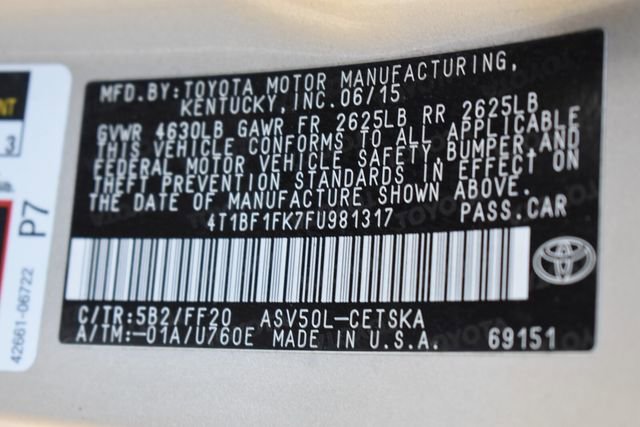 MFD.BY:TOYOTA MOTOR MANUFACTURING,
KENTUCKY,INC.06/15
GVWR 4630LB GAWR FR 2625LB RR 2625LB
THIS VEHICLE CONFORMS TO ALL APPLICABLE
FEDERAL MOTOR VEHICLE SAFETY,BUMPER,AND
THEFT PREVENTION STANDARDS IN EFFECT ON
THE DATE OF MANUFACTURE SHOWN ABOVE.
4T1BF1FK7FU981317 PASS.CAR
C/TR:5B2/FF20 ASV50L-CETSKA
A/TM:-01A/U760E MADE IN U.S.A. 69151
3
P7
42661-06722